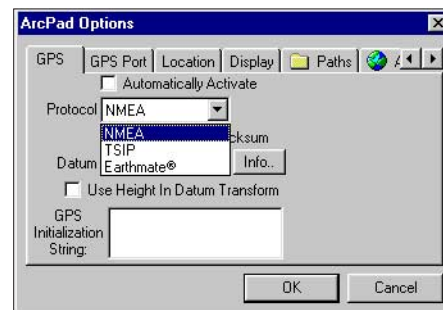 ArcPad Options
GPS GPS Port Location Display Paths
Automatically Activate
Protocol NMEA
NMEA
TSIP
Earthmate®
Datum Info..
Use Height In Datum Transform
GPS
Initialization
String:
OK Cancel